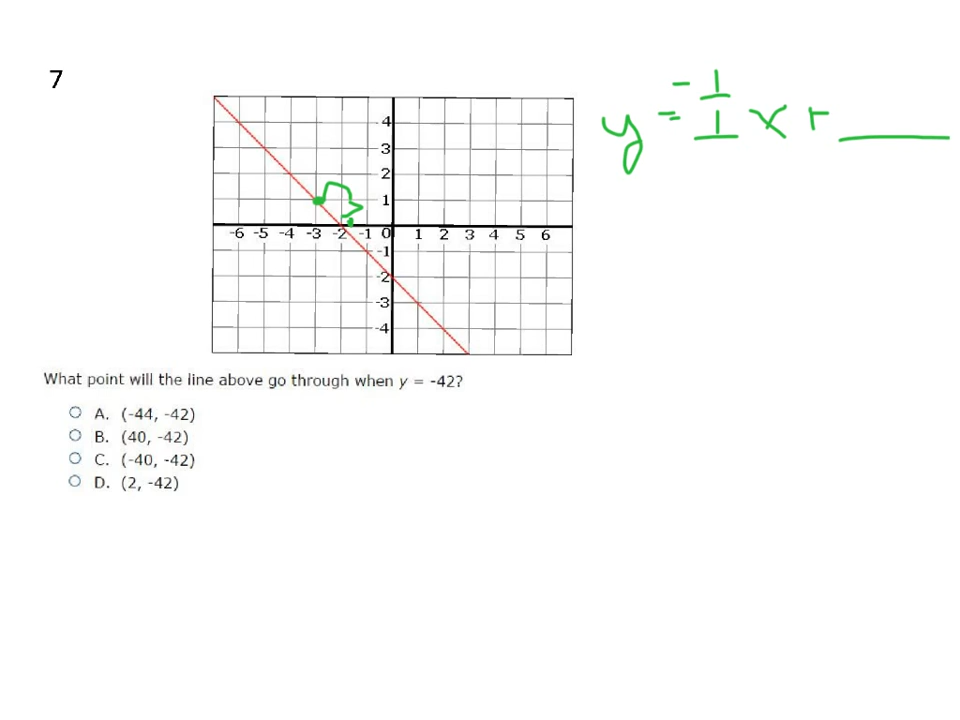 7
y = -1/1 x + ____
4
3
2
1
-6 -5 -4 -3 -2 -1 0 1 2 3 4 5 6
-1
-2
-3
-4
What point will the line above go through when y = -42?
A. (-44, -42)
B. (40, -42)
C. (-40, -42)
D. (2, -42)